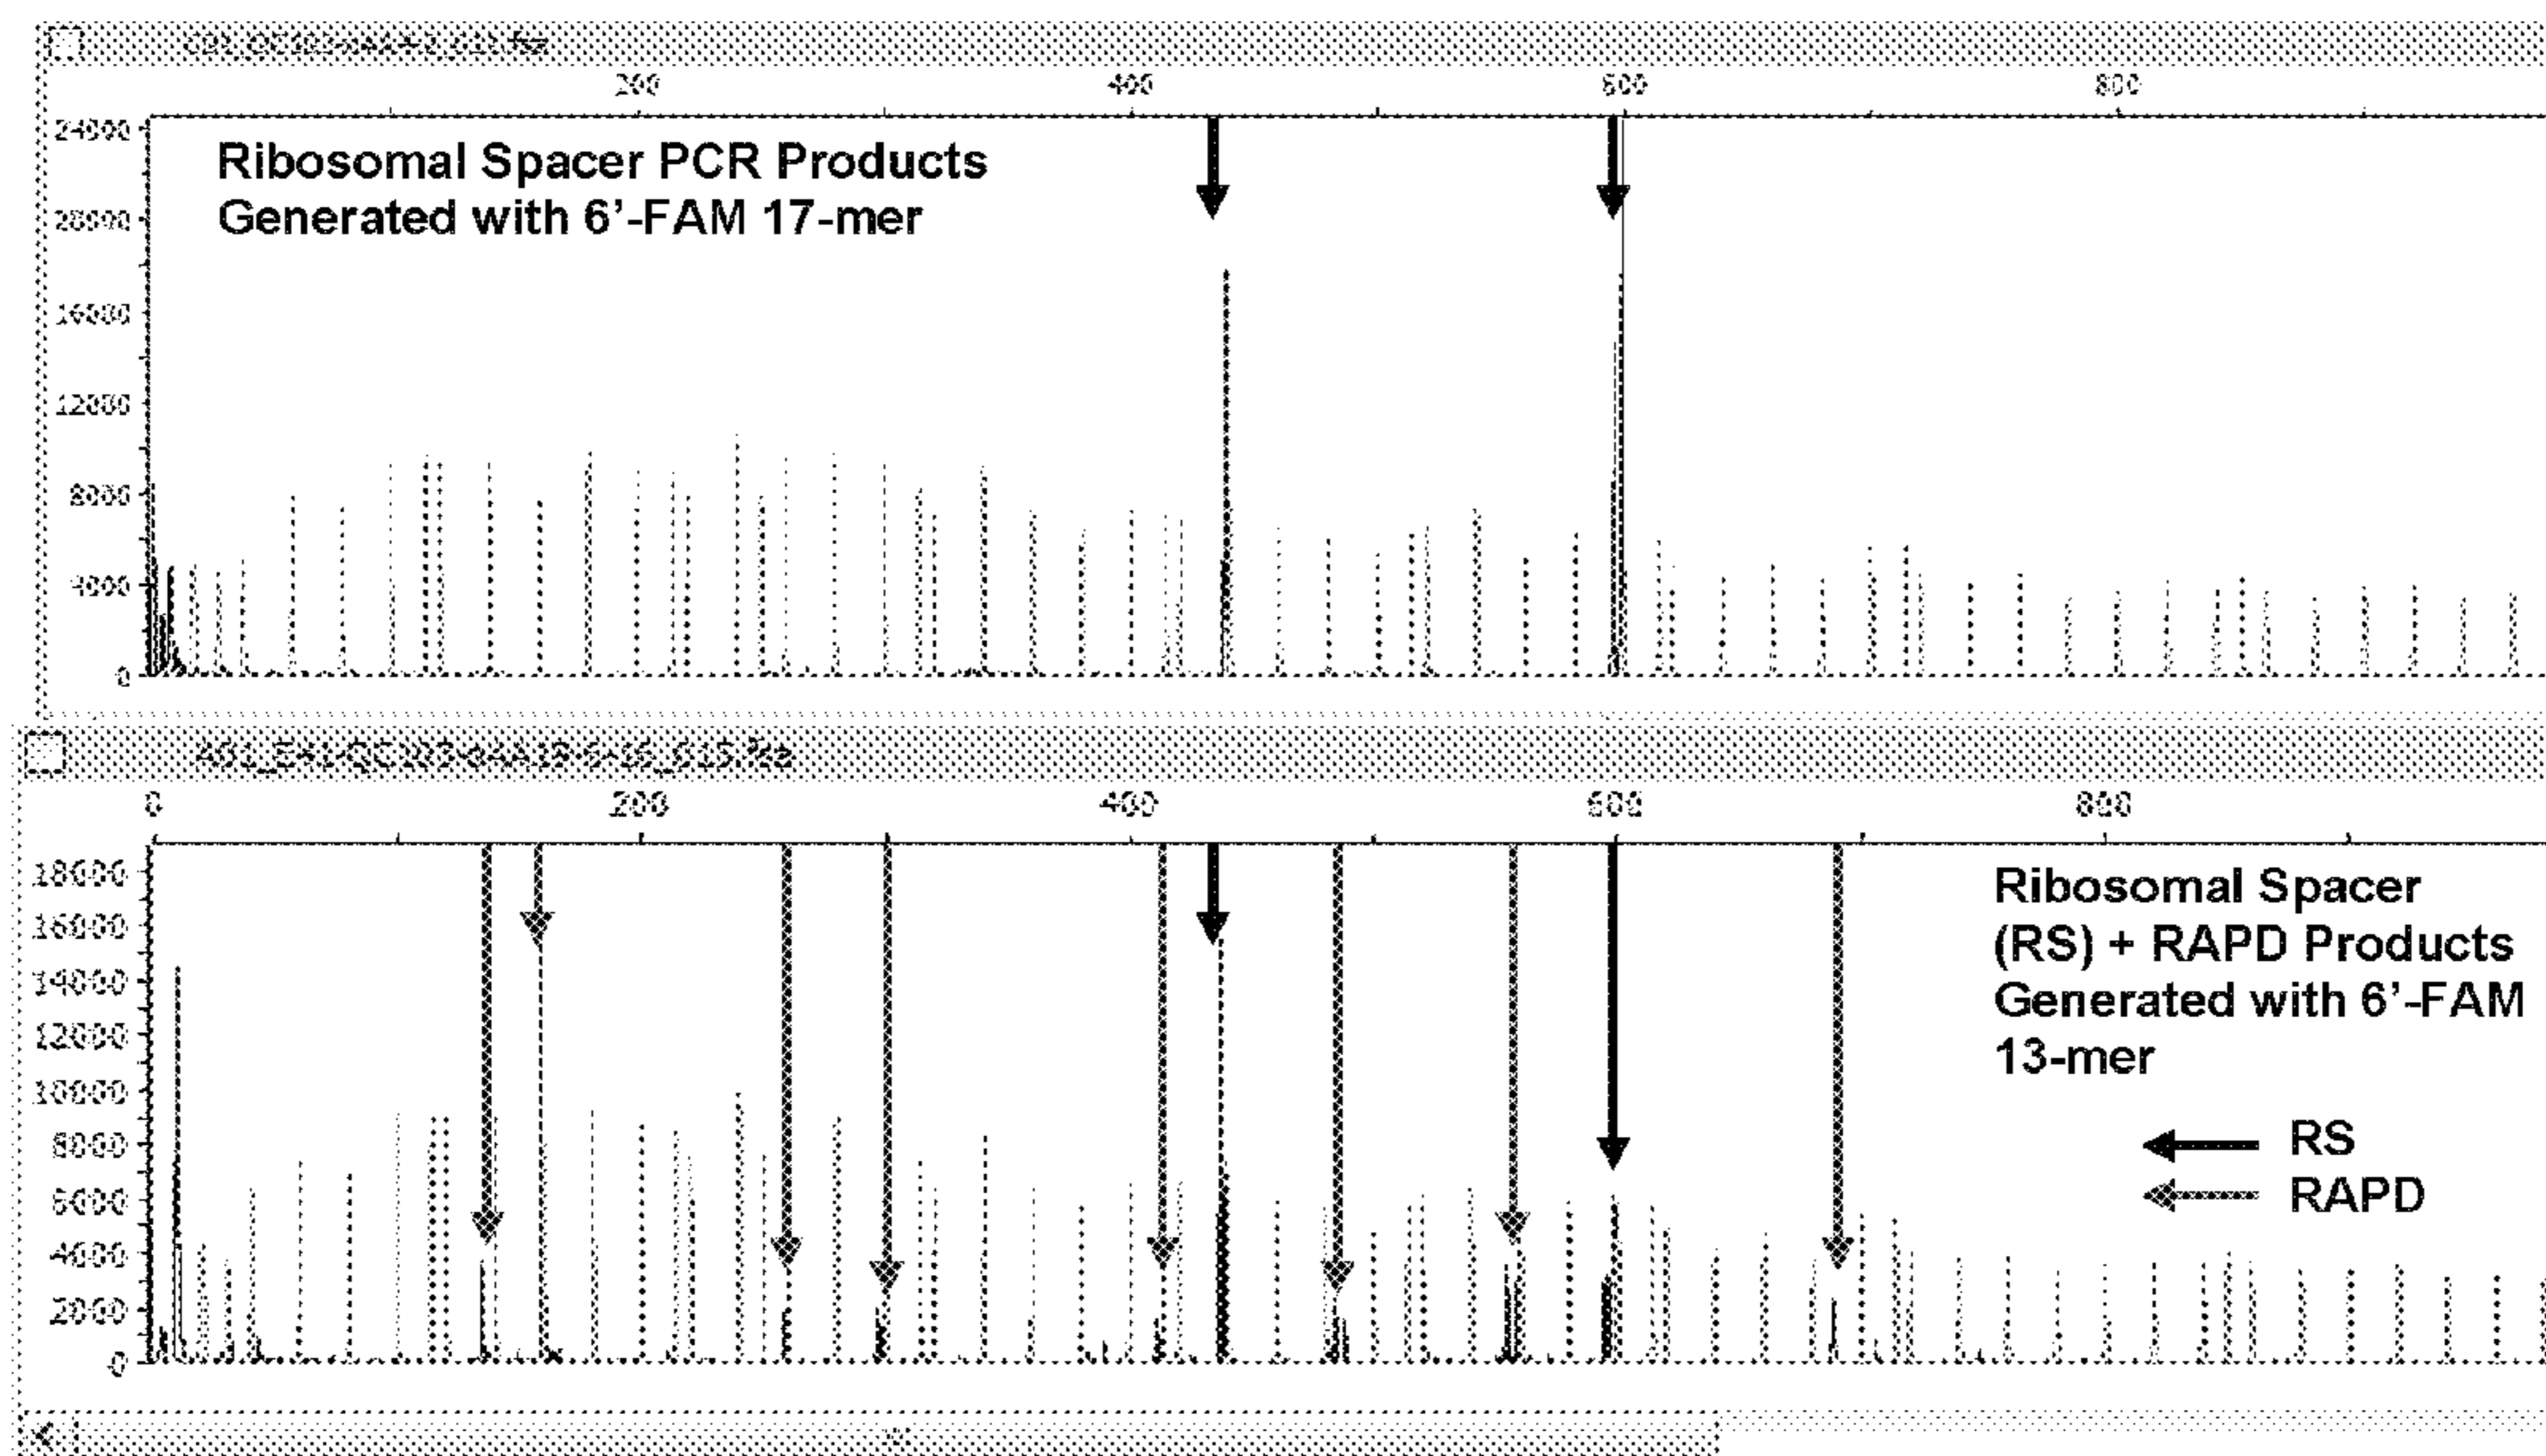 200 400 600 800
24000
Ribosomal Spacer PCR Products
Generated with 6'-FAM 17-mer
20000
16000
12000
8000
4000
0
0 200 400 600 800
18000
16000
14000
12000
10000
8000
6000
4000
2000
0
Ribosomal Spacer
(RS) + RAPD Products
Generated with 6'-FAM
13-mer
RS
RAPD